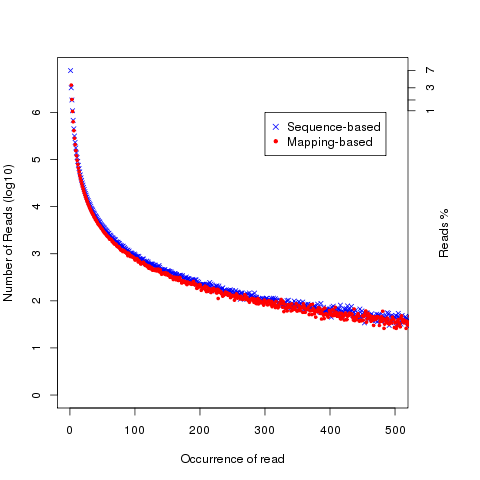 7
3
1
6
5
4
3
2
1
0
Number of Reads (log10)
Reads %
Sequence-based
Mapping-based
0 100 200 300 400 500
Occurrence of read